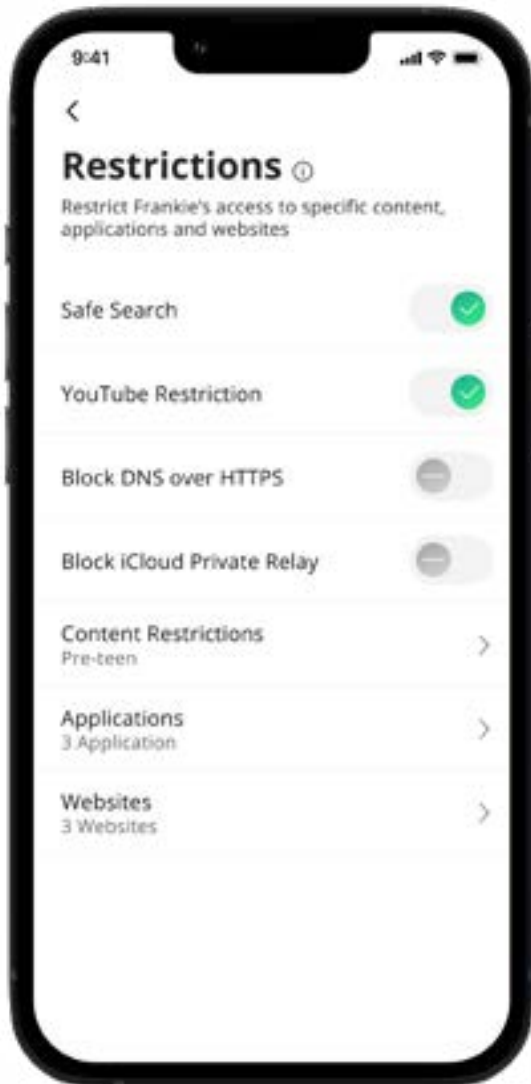 9:41
Restrictions
Restrict Frankie's access to specific content,
applications and websites
Safe Search
YouTube Restriction
Block DNS over HTTPS
Block iCloud Private Relay
Content Restrictions
Pre-teen
Applications
3 Application
Websites
3 Websites